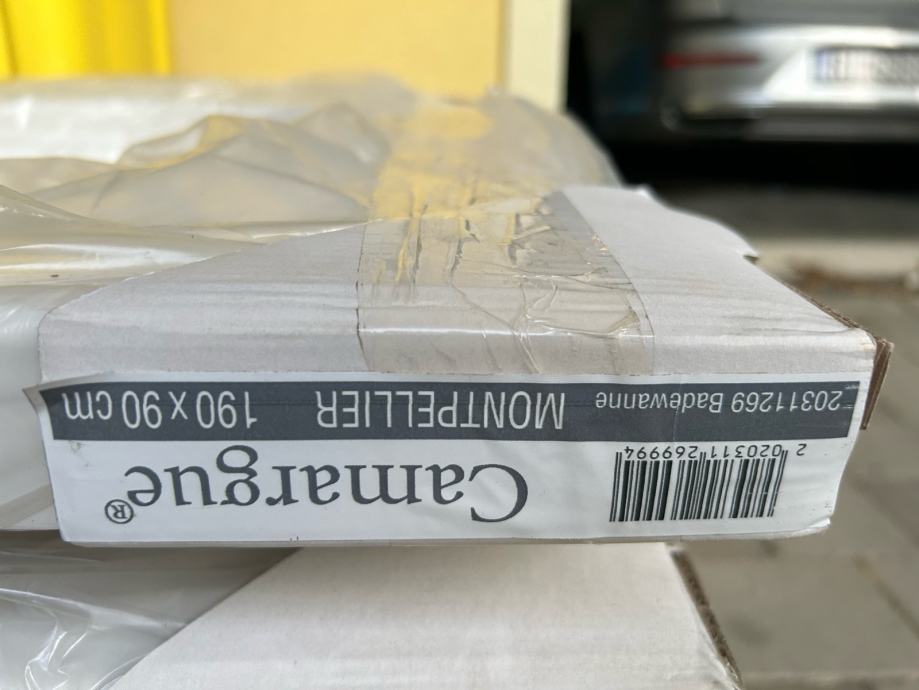 Camargue®
2 020311 269994
20311269 Badewanne MONTPELLIER 190 x 90 cm